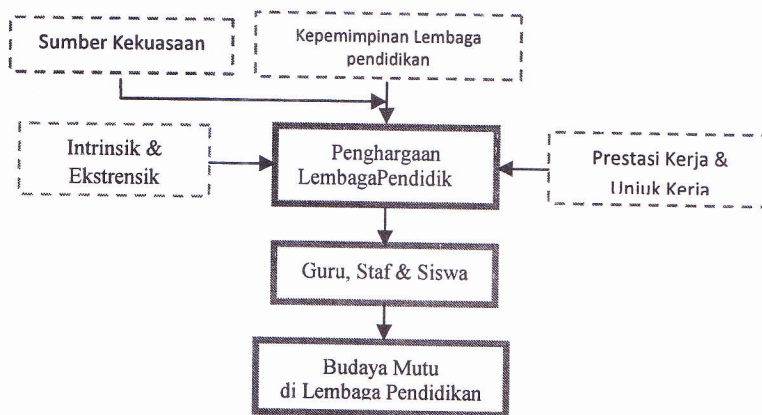 Sumber Kekuasaan
Kepemimpinan Lembaga
pendidikan
Intrinsik &
Ekstrensik
Penghargaan
LembagaPendidik
Prestasi Kerja &
Unjuk Kerja
Guru, Staf & Siswa
Budaya Mutu
di Lembaga Pendidikan